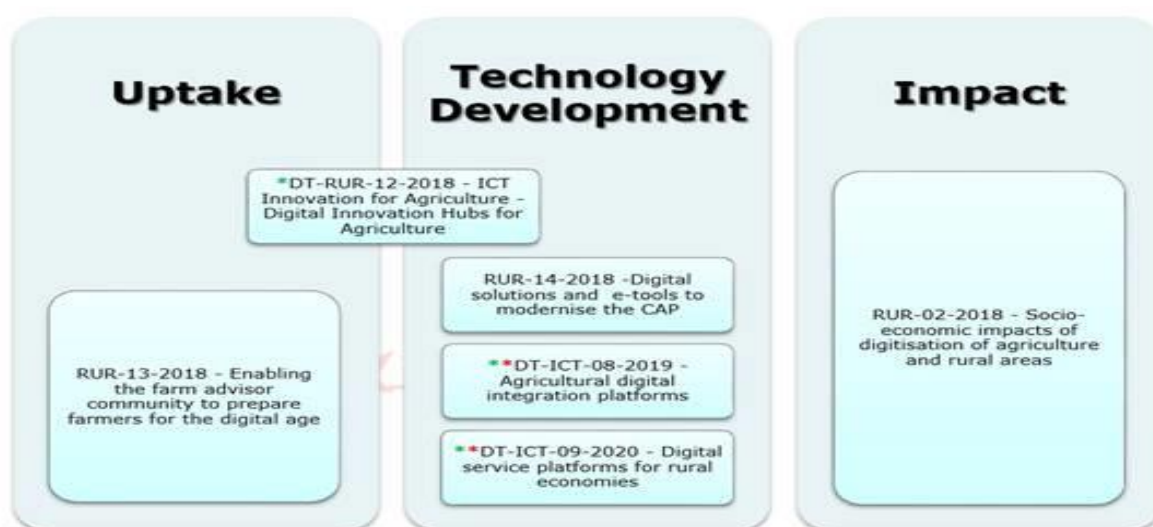 Uptake
Technology
Development
Impact
*DT-RUR-12-2018 - ICT
Innovation for Agriculture -
Digital Innovation Hubs for
Agriculture
RUR-14-2018 -Digital
solutions and e-tools to
modernise the CAP
RUR-13-2018 - Enabling
the farm advisor
community to prepare
farmers for the digital age
**DT-ICT-08-2019 -
Agricultural digital
integration platforms
**DT-ICT-09-2020 - Digital
service platforms for rural
economies
RUR-02-2018 - Socio-
economic impacts of
digitisation of agriculture
and rural areas